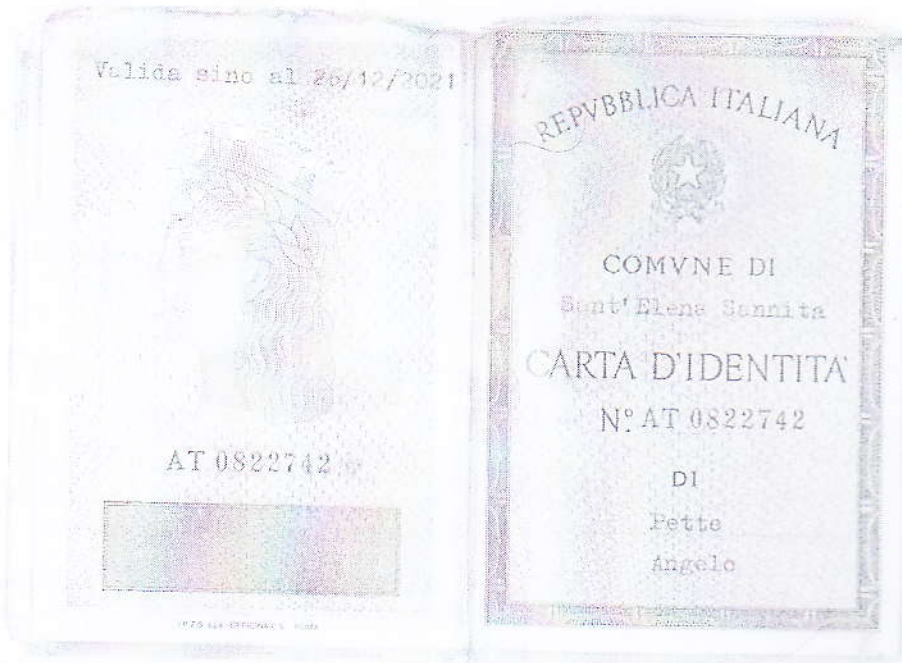 Valida sino al 26/12/2021
AT 0822742
REPVBBLICA ITALIANA
COMVNE DI
Sant'Elena Sannita
CARTA D'IDENTITA'
N° AT 0822742
DI
Pette
Angelo